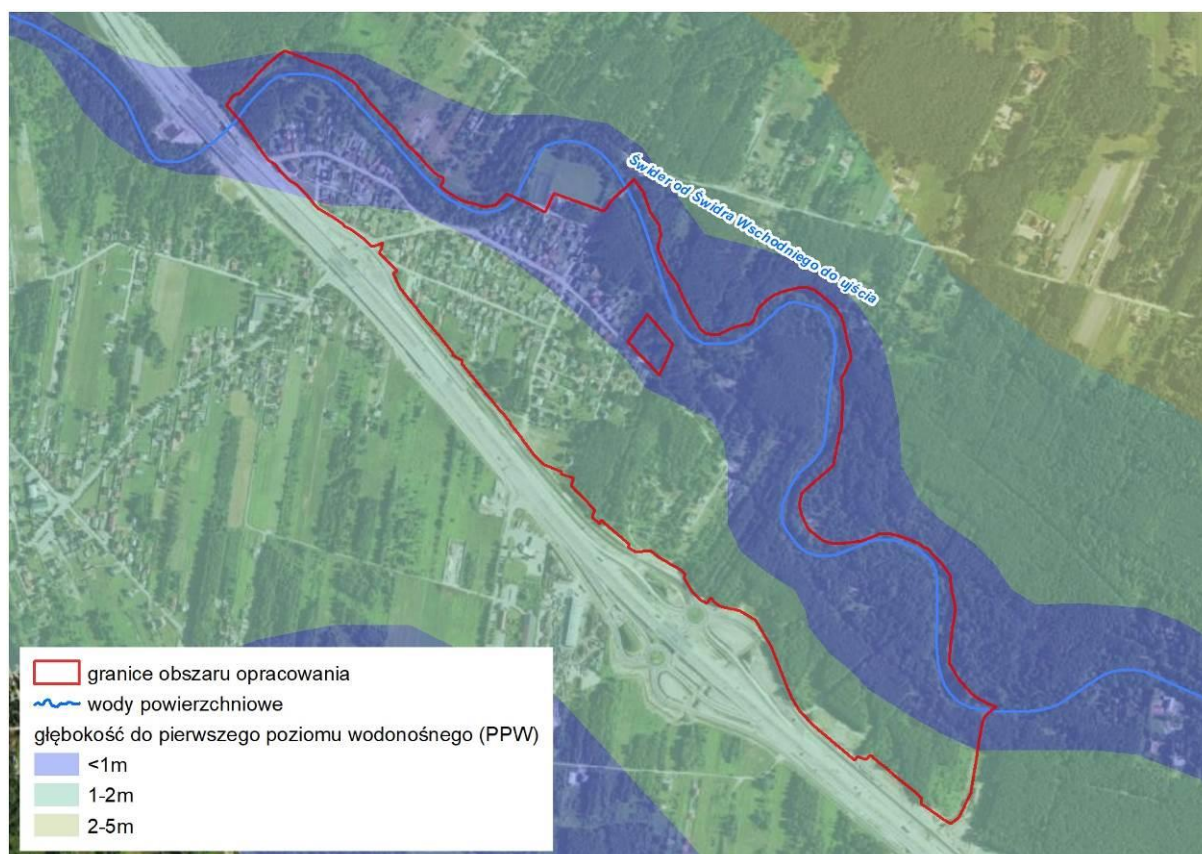 Świder od Świdra Wschodniego do ujścia
granice obszaru opracowania
wody powierzchniowe
głębokość do pierwszego poziomu wodonośnego (PPW)
<1m
1-2m
2-5m